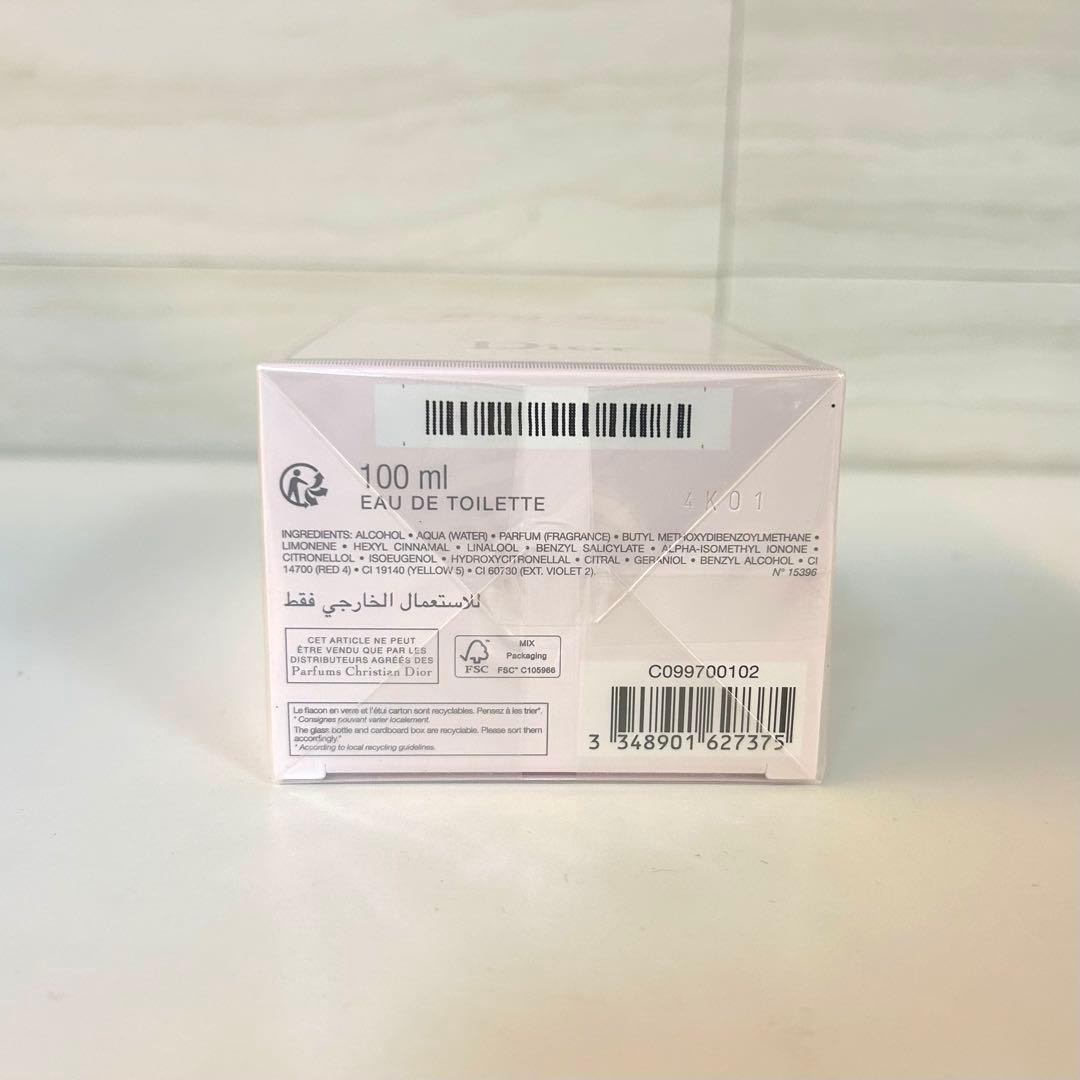 Dior
100 ml
EAU DE TOILETTE
4K01
INGREDIENTS: ALCOHOL • AQUA (WATER) • PARFUM (FRAGRANCE) • BUTYL METHOXYDIBENZOYLMETHANE •
LIMONENE • HEXYL CINNAMAL • LINALOOL • BENZYL SALICYLATE • ALPHA-ISOMETHYL IONONE •
CITRONELLOL • ISOEUGENOL • HYDROXYCITRONELLAL • CITRAL • GERANIOL • BENZYL ALCOHOL • CI
14700 (RED 4) • CI 19140 (YELLOW 5) • CI 60730 (EXT. VIOLET 2). N° 15396
للاستعمال الخارجي فقط
CET ARTICLE NE PEUT
ÊTRE VENDU QUE PAR LES
DISTRIBUTEURS AGRÉÉS DES
Parfums Christian Dior
FSC
MIX
Packaging
FSC™ C105966
Le flacon en verre et l'étui carton sont recyclables. Pensez à les trier*.
* Consignes pouvant varier localement.
The glass bottle and cardboard box are recyclable. Please sort them
accordingly.*
* According to local recycling guidelines.
C099700102
3 348901 627375